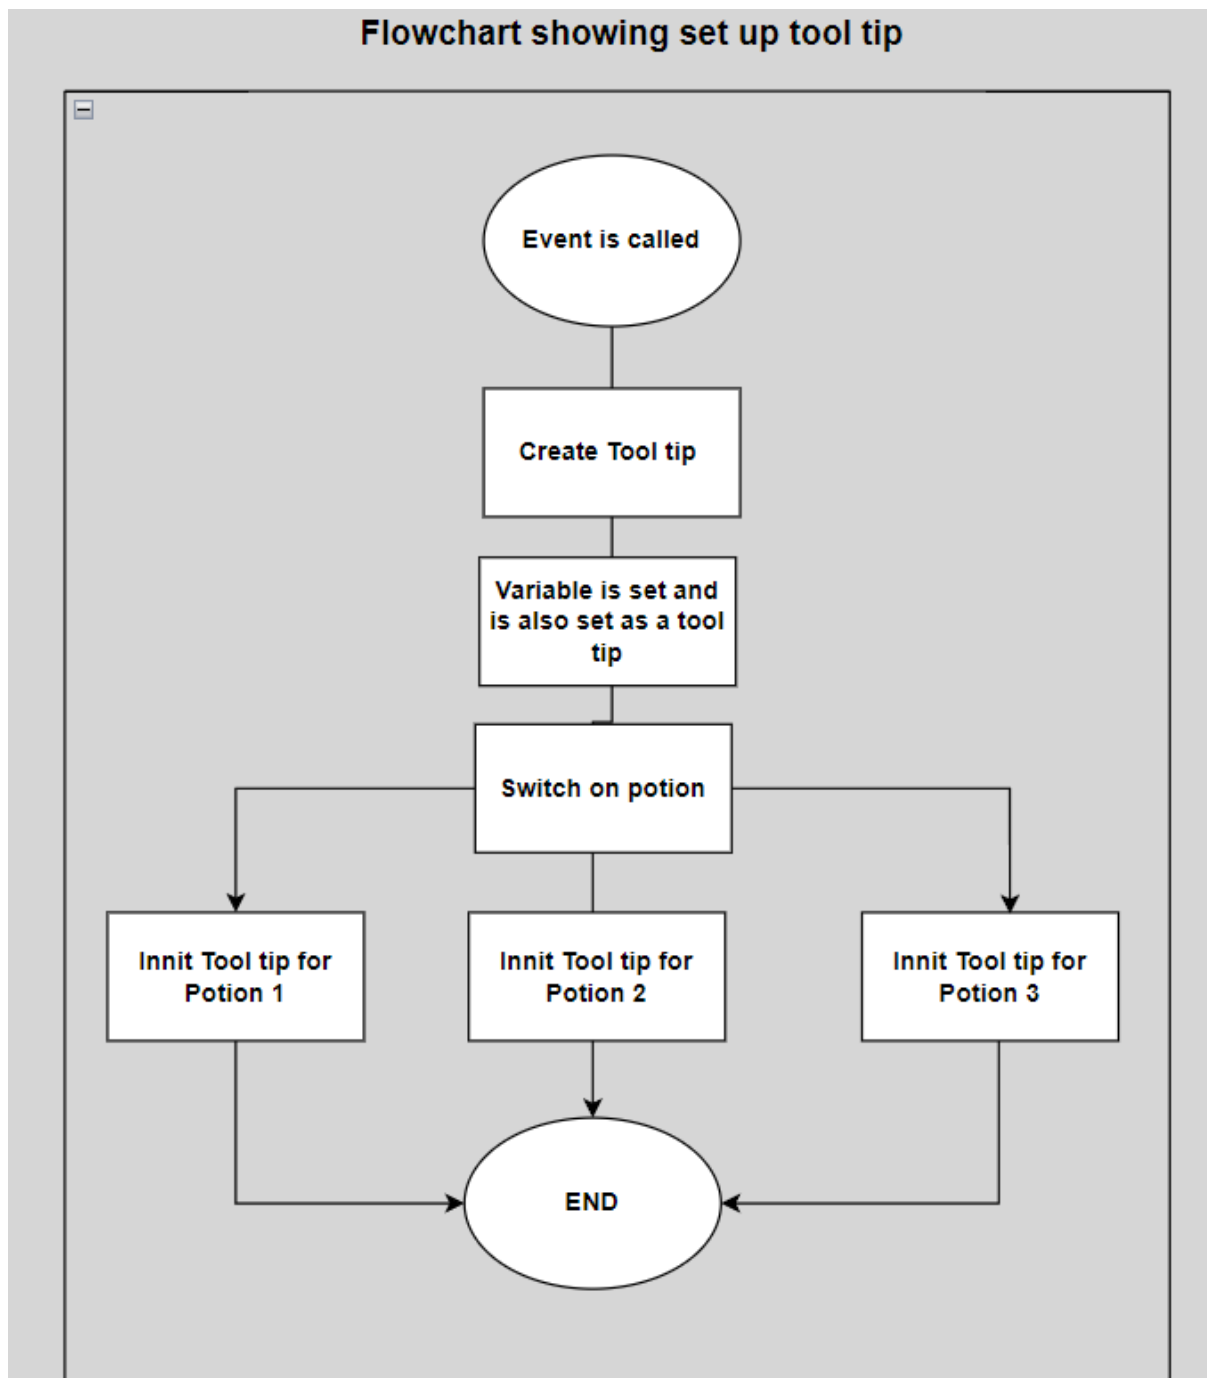 Flowchart showing set up tool tip
Event is called
Create Tool tip
Variable is set and
is also set as a tool
tip
Switch on potion
Innit Tool tip for
Potion 1
Innit Tool tip for
Potion 2
Innit Tool tip for
Potion 3
END